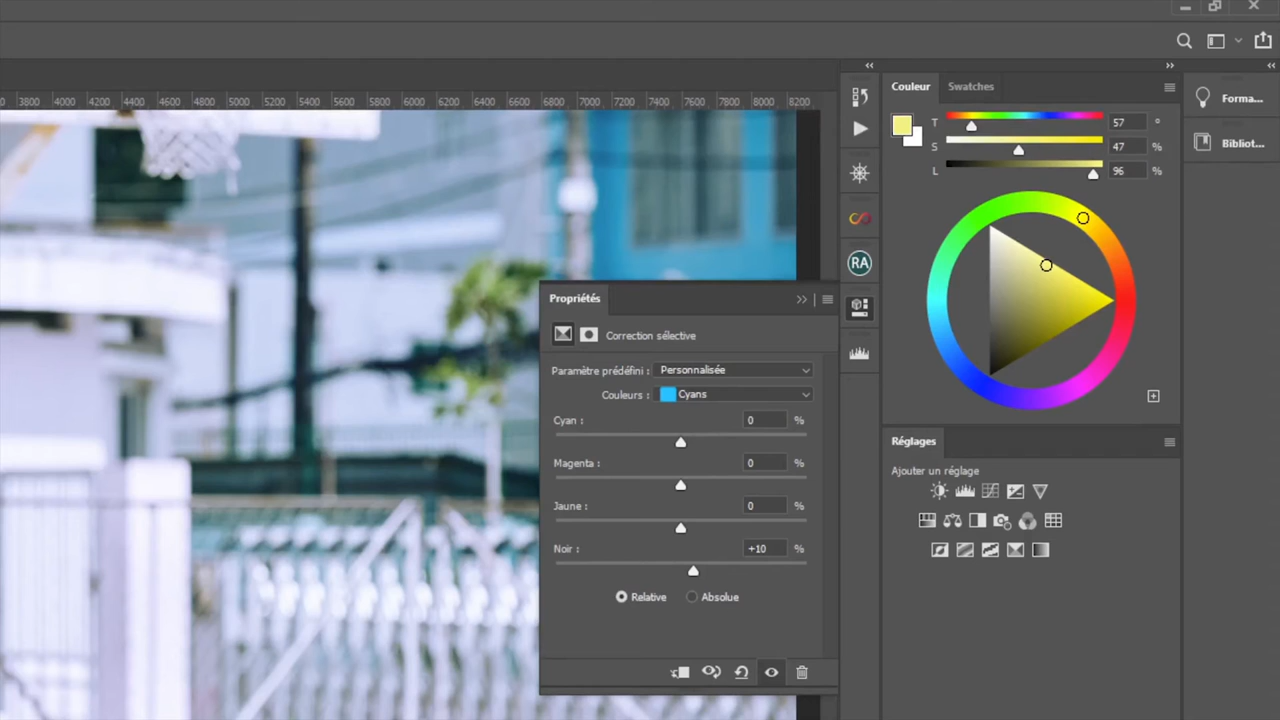 3800 4000 4200 4400 4600 4800 5000 5200 5400 5600 5800 6000 6200 6400 6600 6800 7000 7200 7400 7600 7800 8000 8200
Couleur Swatches
T 57 °
S 47 %
L 96 %
Forma...
Bibliot...
RA
Propriétés
Correction sélective
Paramètre prédéfini : Personnalisée
Couleurs : Cyans
Cyan : 0 %
Magenta : 0 %
Jaune : 0 %
Noir : +10 %
Relative Absolue
Réglages
Ajouter un réglage